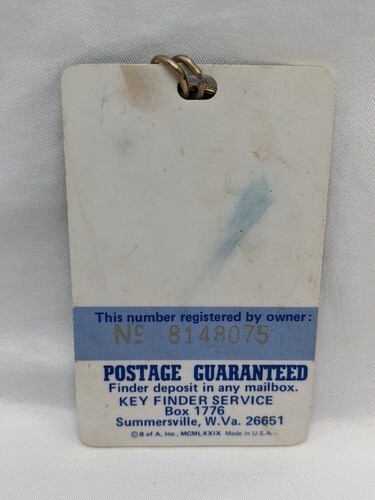 This number registered by owner:
Nº 8148075
POSTAGE GUARANTEED
Finder deposit in any mailbox.
KEY FINDER SERVICE
Box 1776
Summersville, W.Va. 26651
© B of A, Inc., MCMLXXIX Made in U.S.A.